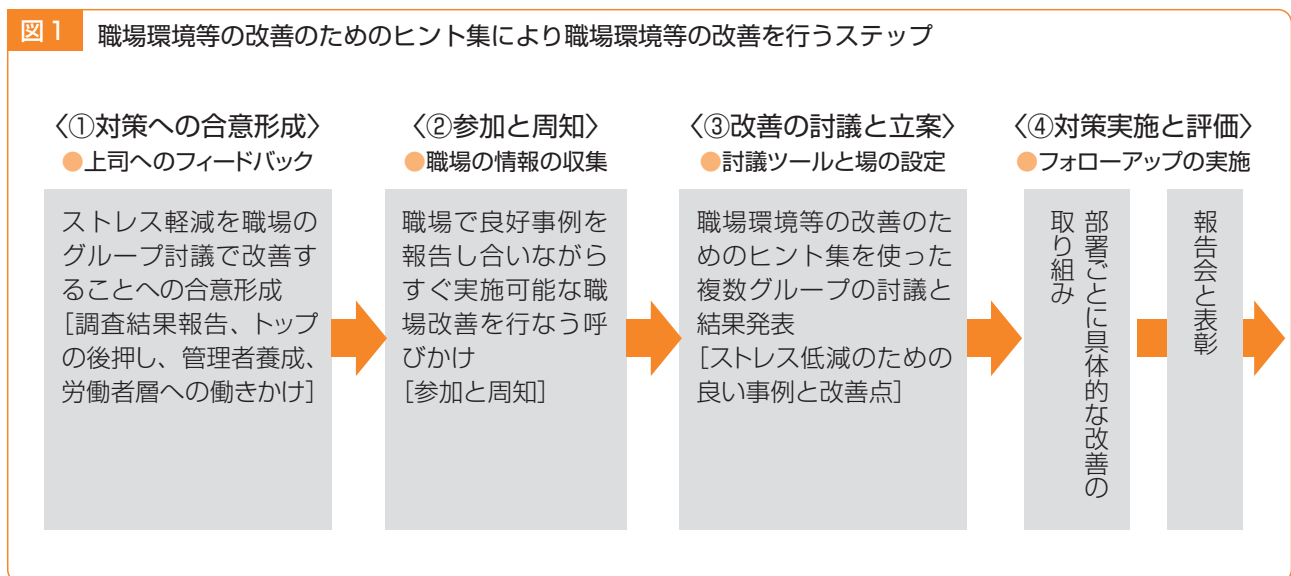 図1
職場環境等の改善のためのヒント集により職場環境等の改善を行うステップ
〈①対策への合意形成〉
●上司へのフィードバック
ストレス軽減を職場の
グループ討議で改善す
ることへの合意形成
［調査結果報告、トップ
の後押し、管理者養成、
労働者層への働きかけ］
〈②参加と周知〉
●職場の情報の収集
職場で良好事例を
報告し合いながら
すぐ実施可能な職
場改善を行なう呼
びかけ
［参加と周知］
〈③改善の討議と立案〉
●討議ツールと場の設定
職場環境等の改善のた
めのヒント集を使った
複数グループの討議と
結果発表
［ストレス低減のための
良い事例と改善点］
〈④対策実施と評価〉
●フォローアップの実施
部署ごとに具体的な改善の
取り組み
報告会と表彰